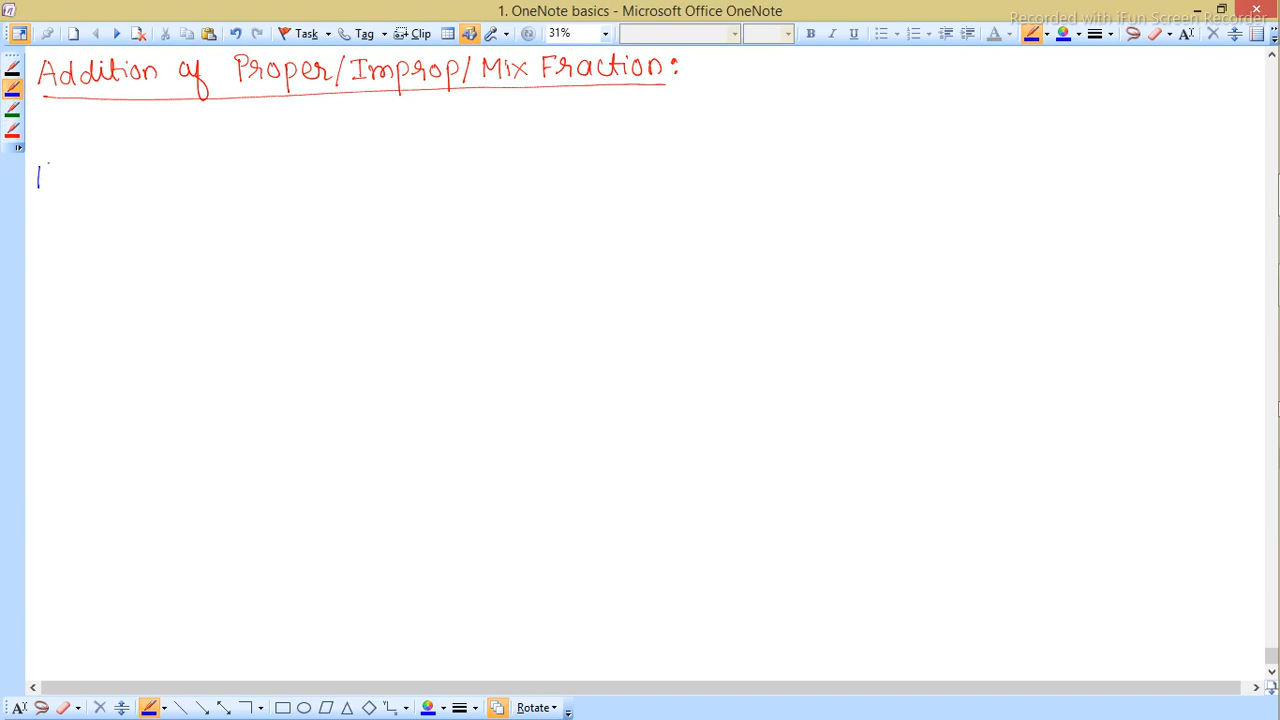 1. OneNote basics - Microsoft Office OneNote
Recorded with iFun Screen Recorder
Task Tag Clip 31% B I U A
Addition of Proper/Improp/Mix Fraction:
Rotate